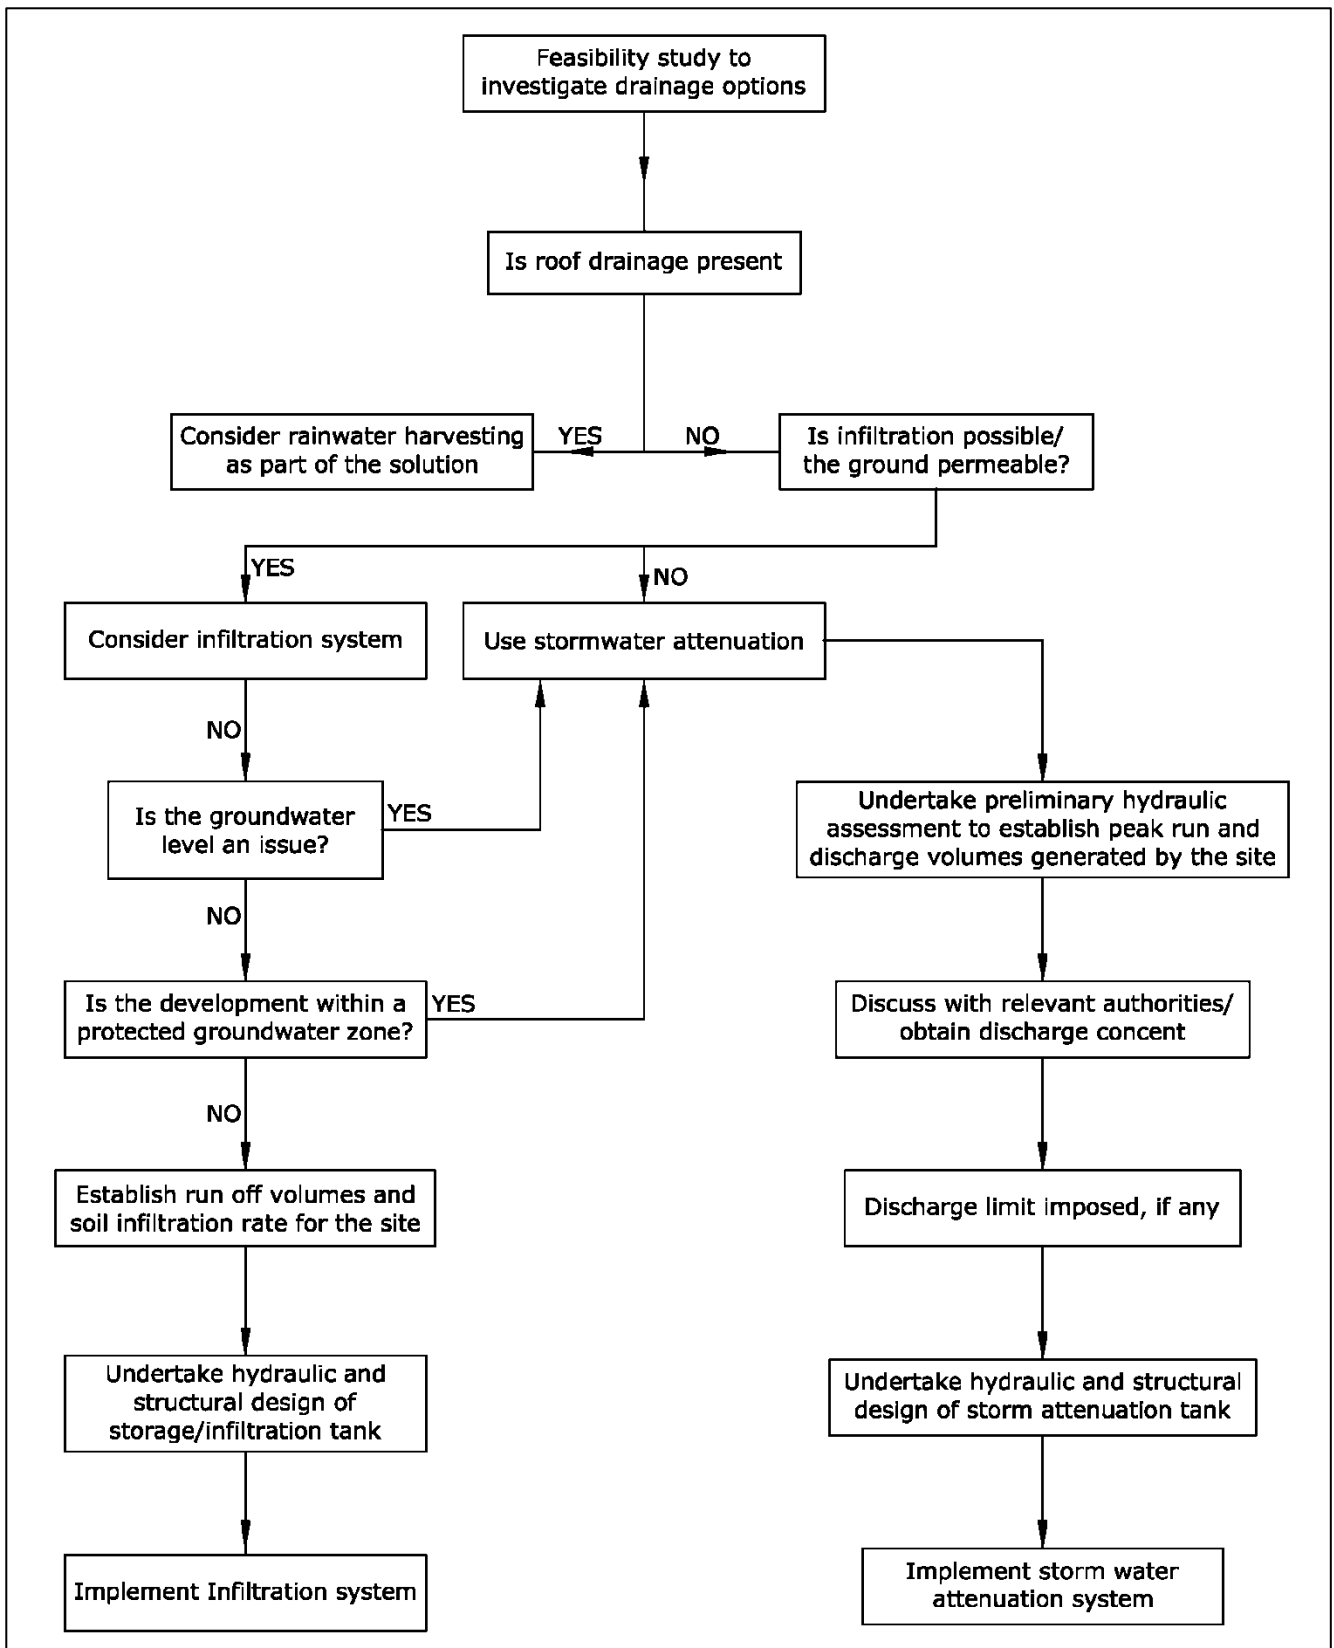 Feasibility study to
investigate drainage options
Is roof drainage present
Consider rainwater harvesting
as part of the solution
YES
NO
Is infiltration possible/
the ground permeable?
YES
NO
Consider infiltration system
Use stormwater attenuation
NO
Is the groundwater
level an issue?
YES
Undertake preliminary hydraulic
assessment to establish peak run and
discharge volumes generated by the site
NO
Is the development within a
protected groundwater zone?
YES
Discuss with relevant authorities/
obtain discharge concent
NO
Establish run off volumes and
soil infiltration rate for the site
Discharge limit imposed, if any
Undertake hydraulic and
structural design of
storage/infiltration tank
Undertake hydraulic and structural
design of storm attenuation tank
Implement Infiltration system
Implement storm water
attenuation system